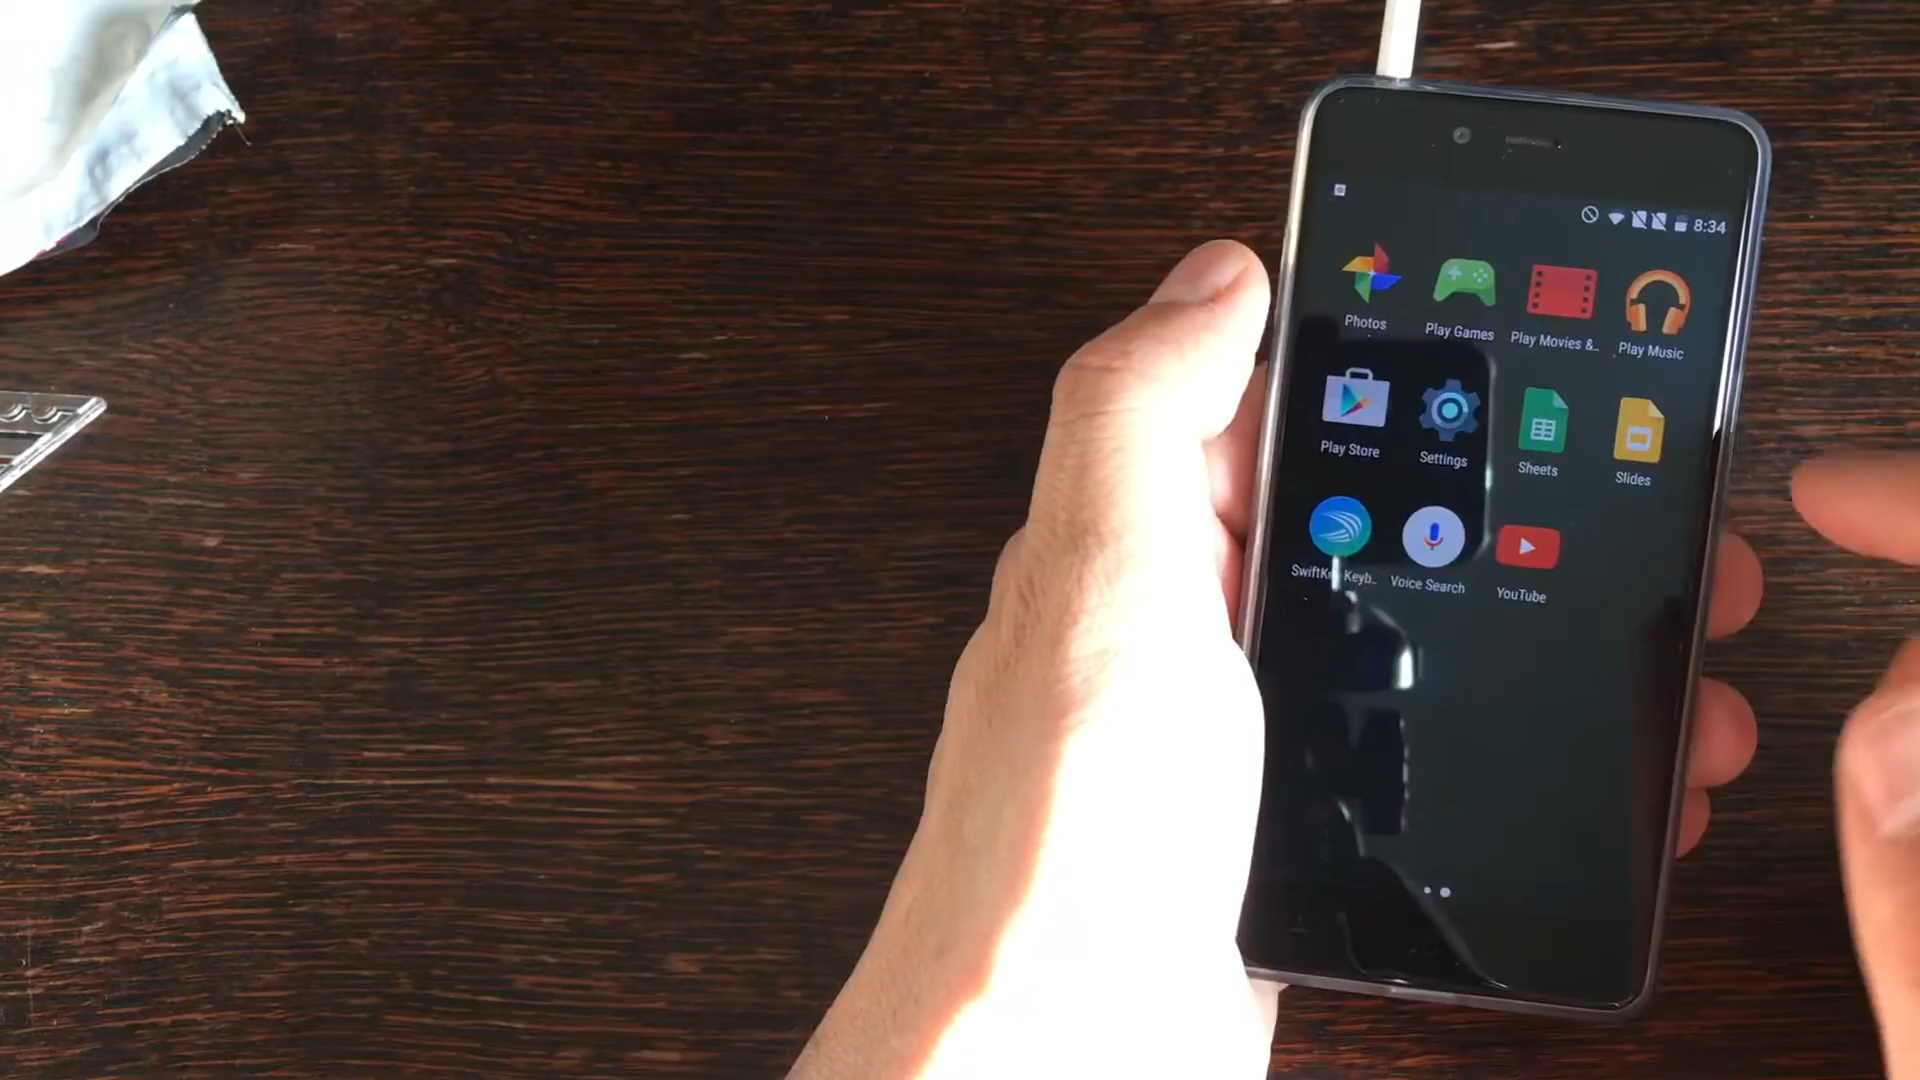 8:34
Photos Play Games Play Movies &.. Play Music
Play Store Settings Sheets Slides
Keyb.. Voice Search YouTube